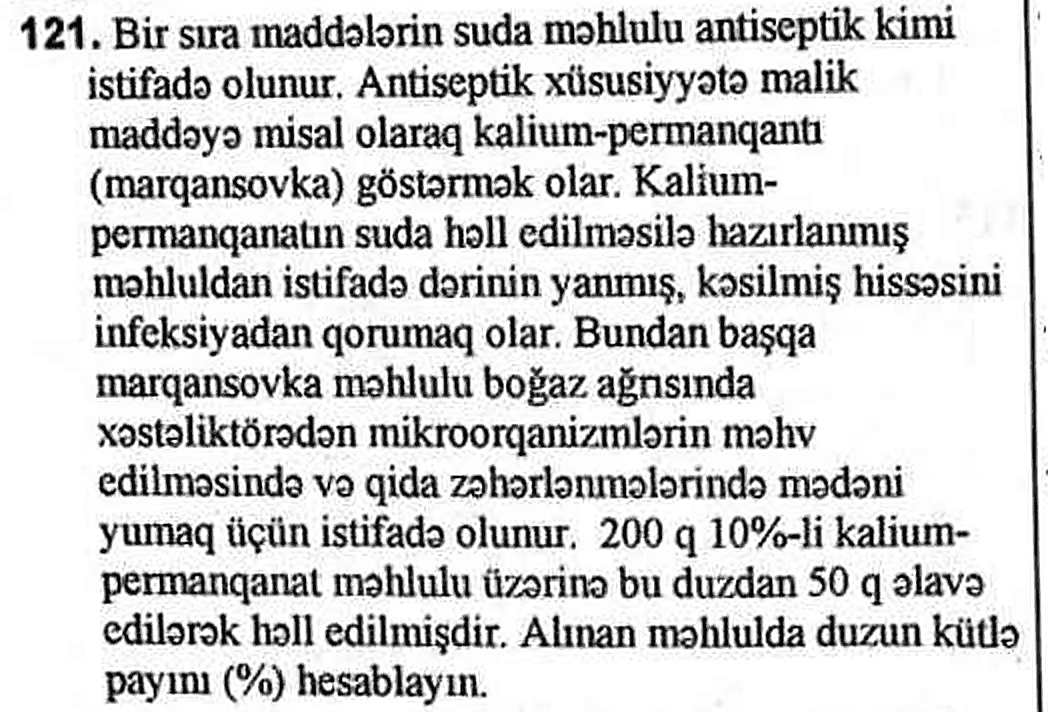 121. Bir sıra maddələrin suda məhlulu antiseptik kimi
istifadə olunur. Antiseptik xüsusiyyətə malik
maddəyə misal olaraq kalium-permanqantı
(marqansovka) göstərmək olar. Kalium-
permanqanatın suda həll edilməsilə hazırlanmış
məhluldan istifadə dərinin yanmış, kəsilmiş hissəsini
infeksiyadan qorumaq olar. Bundan başqa
marqansovka məhlulu boğaz ağrısında
xəstəliktörədən mikroorqanizmlərin məhv
edilməsində və qida zəhərlənmələrində mədəni
yumaq üçün istifadə olunur. 200 q 10%-li kalium-
permanqanat məhlulu üzərinə bu duzdan 50 q əlavə
edilərək həll edilmişdir. Alınan məhlulda duzun kütlə
payını (%) hesablayın.